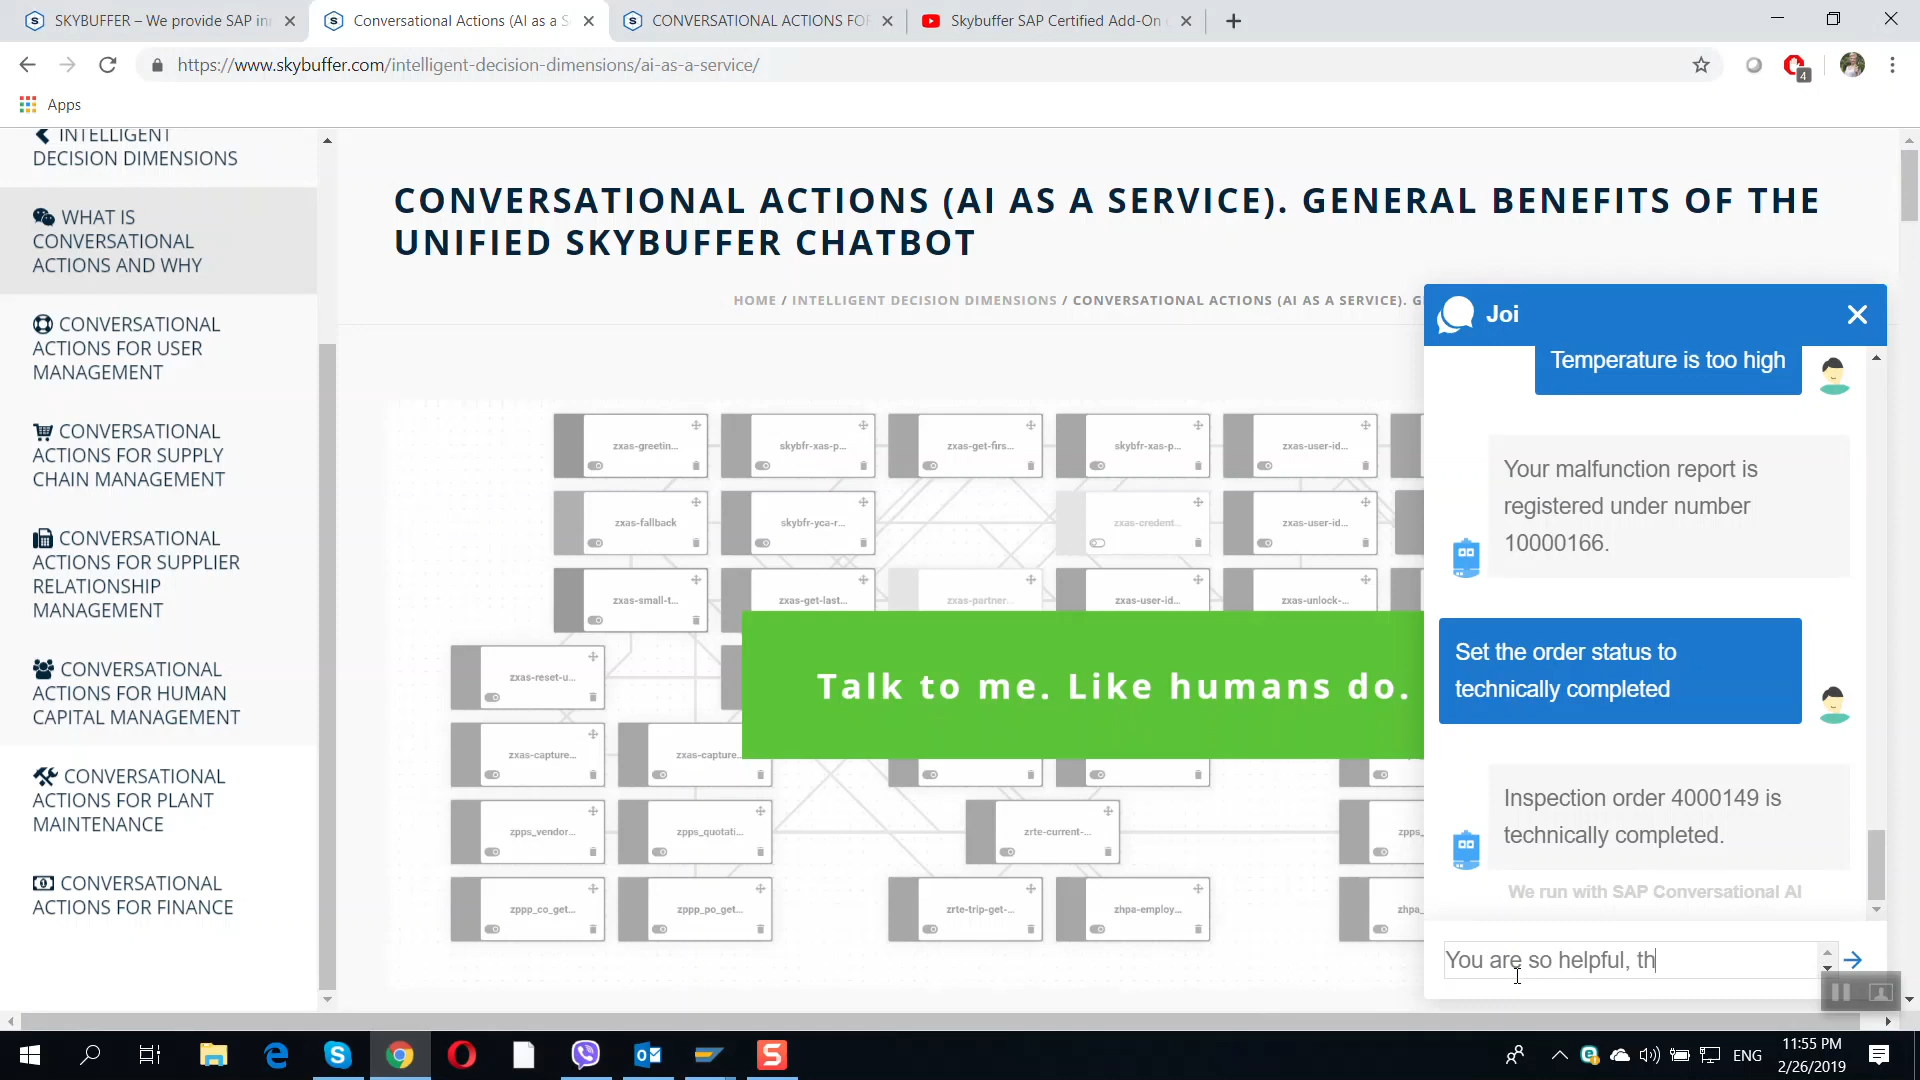 SKYBUFFER – We provide SAP in
Conversational Actions (AI as a S
CONVERSATIONAL ACTIONS FOR
Skybuffer SAP Certified Add-On
https://www.skybuffer.com/intelligent-decision-dimensions/ai-as-a-service/
4
Apps
INTELLIGENT
DECISION DIMENSIONS
WHAT IS
CONVERSATIONAL
ACTIONS AND WHY
CONVERSATIONAL
ACTIONS FOR USER
MANAGEMENT
CONVERSATIONAL
ACTIONS FOR SUPPLY
CHAIN MANAGEMENT
CONVERSATIONAL
ACTIONS FOR SUPPLIER
RELATIONSHIP
MANAGEMENT
CONVERSATIONAL
ACTIONS FOR HUMAN
CAPITAL MANAGEMENT
CONVERSATIONAL
ACTIONS FOR PLANT
MAINTENANCE
CONVERSATIONAL
ACTIONS FOR FINANCE
CONVERSATIONAL ACTIONS (AI AS A SERVICE). GENERAL BENEFITS OF THE
UNIFIED SKYBUFFER CHATBOT
HOME / INTELLIGENT DECISION DIMENSIONS / CONVERSATIONAL ACTIONS (AI AS A SERVICE). G
zxas-greetin... skybfr-xas-p... zxas-get-firs... skybfr-xas-p... zxas-user-id...
zxas-fallback skybfr-yca-r... zxas-credent... zxas-user-id...
zxas-small-t... zxas-get-last... zxas-partner... zxas-user-id... zxas-unlock-...
zxas-reset-u...
Talk to me. Like humans do.
zxas-capture... zxas-capture...
zpps_vendor... zpps_quotati... zrte-current-... zpps_
zppp_co_get... zppp_po_get... zrte-trip-get-... zhpa-employ... zhpa_
Joi
Temperature is too high
Your malfunction report is
registered under number
10000166.
Set the order status to
technically completed
Inspection order 4000149 is
technically completed.
We run with SAP Conversational AI
You are so helpful, th
ENG
11:55 PM
2/26/2019